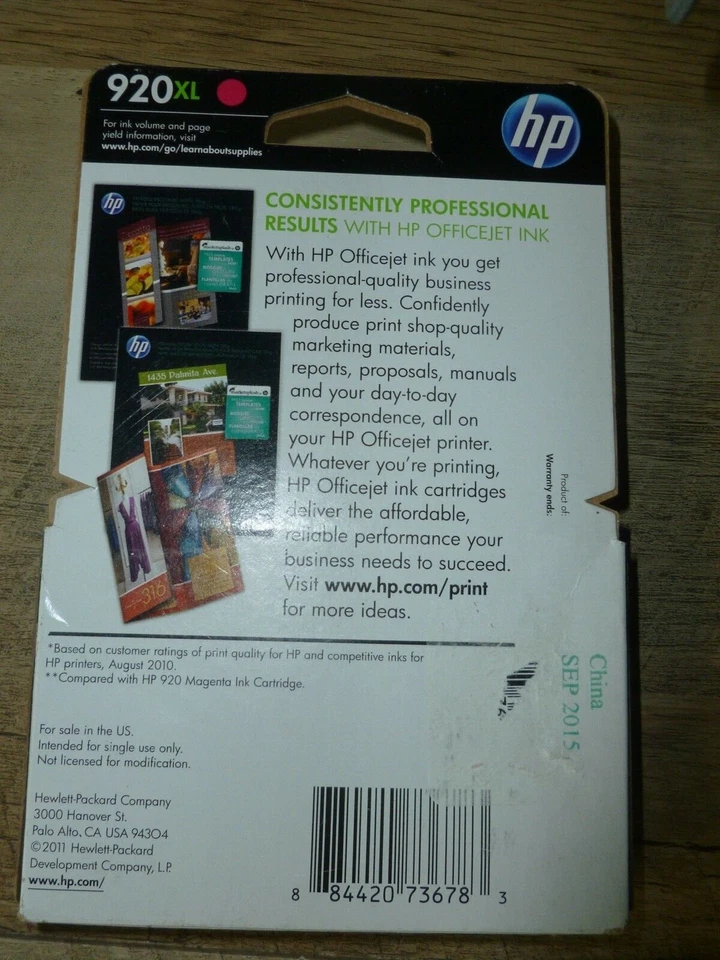 920XL
For ink volume and page
yield information, visit
www.hp.com/go/learnaboutsupplies
hp
CONSISTENTLY PROFESSIONAL
RESULTS WITH HP OFFICEJET INK
With HP Officejet ink you get
professional-quality business
printing for less. Confidently
produce print shop-quality
marketing materials,
reports, proposals, manuals
and your day-to-day
correspondence, all on
your HP Officejet printer.
Whatever you're printing,
HP Officejet ink cartridges
deliver the affordable,
reliable performance your
business needs to succeed.
Visit www.hp.com/print
for more ideas.
hp
hp
1435 Palmita Ave.
316
Product of:
Warranty ends:
China
SEP 2015
*Based on customer ratings of print quality for HP and competitive inks for
HP printers, August 2010.
**Compared with HP 920 Magenta Ink Cartridge.
For sale in the US.
Intended for single use only.
Not licensed for modification.
Hewlett-Packard Company
3000 Hanover St.
Palo Alto, CA USA 94304
©2011 Hewlett-Packard
Development Company, L.P.
www.hp.com/
8 84420 73678 3